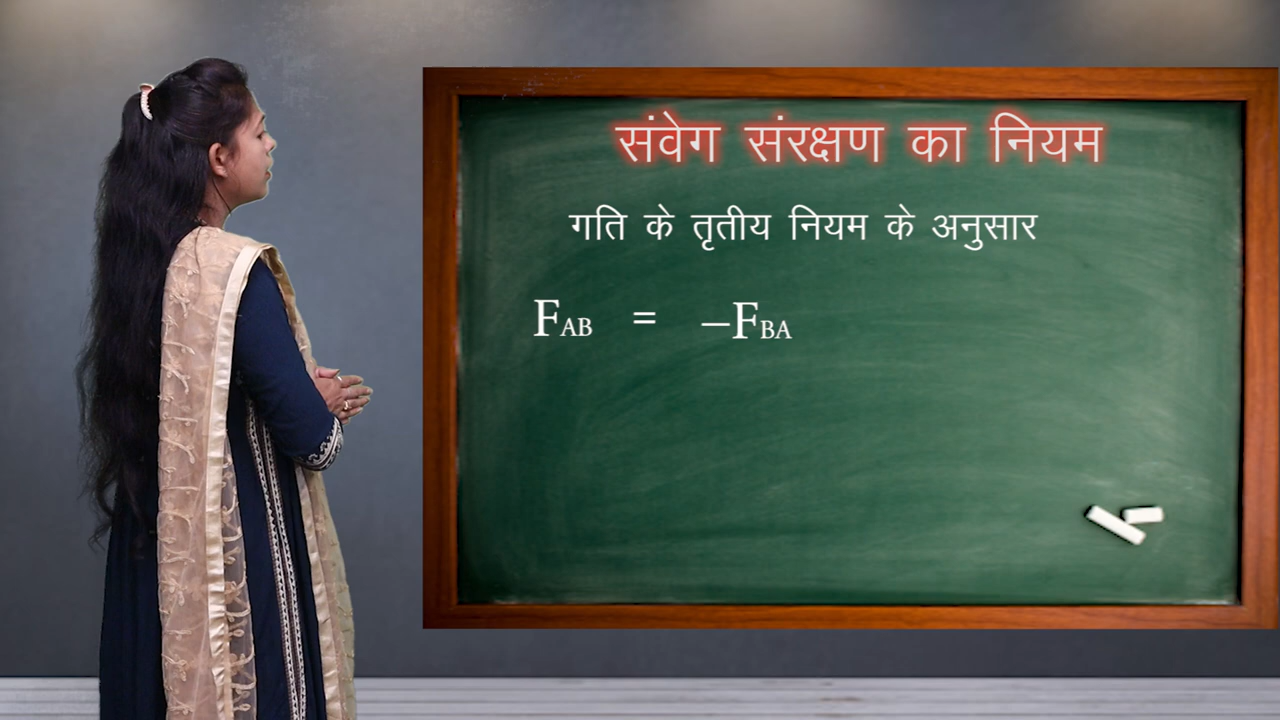 संवेग संरक्षण का नियम
गति के तृतीय नियम के अनुसार
FAB = –FBA